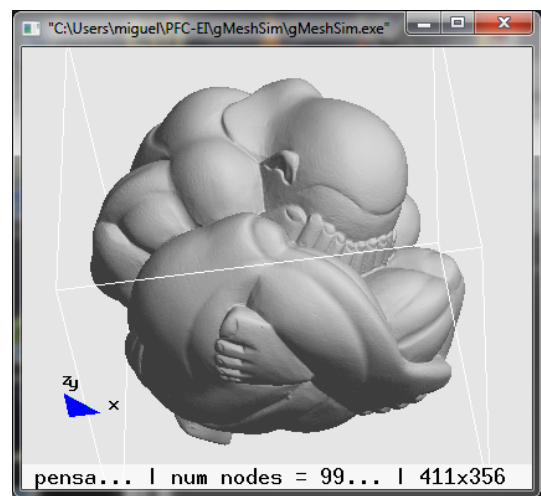 "C:\Users\miguel\PFC-EI\gMeshSim\gMeshSim.exe"
zy
x
pensa... | num nodes = 99... | 411x356